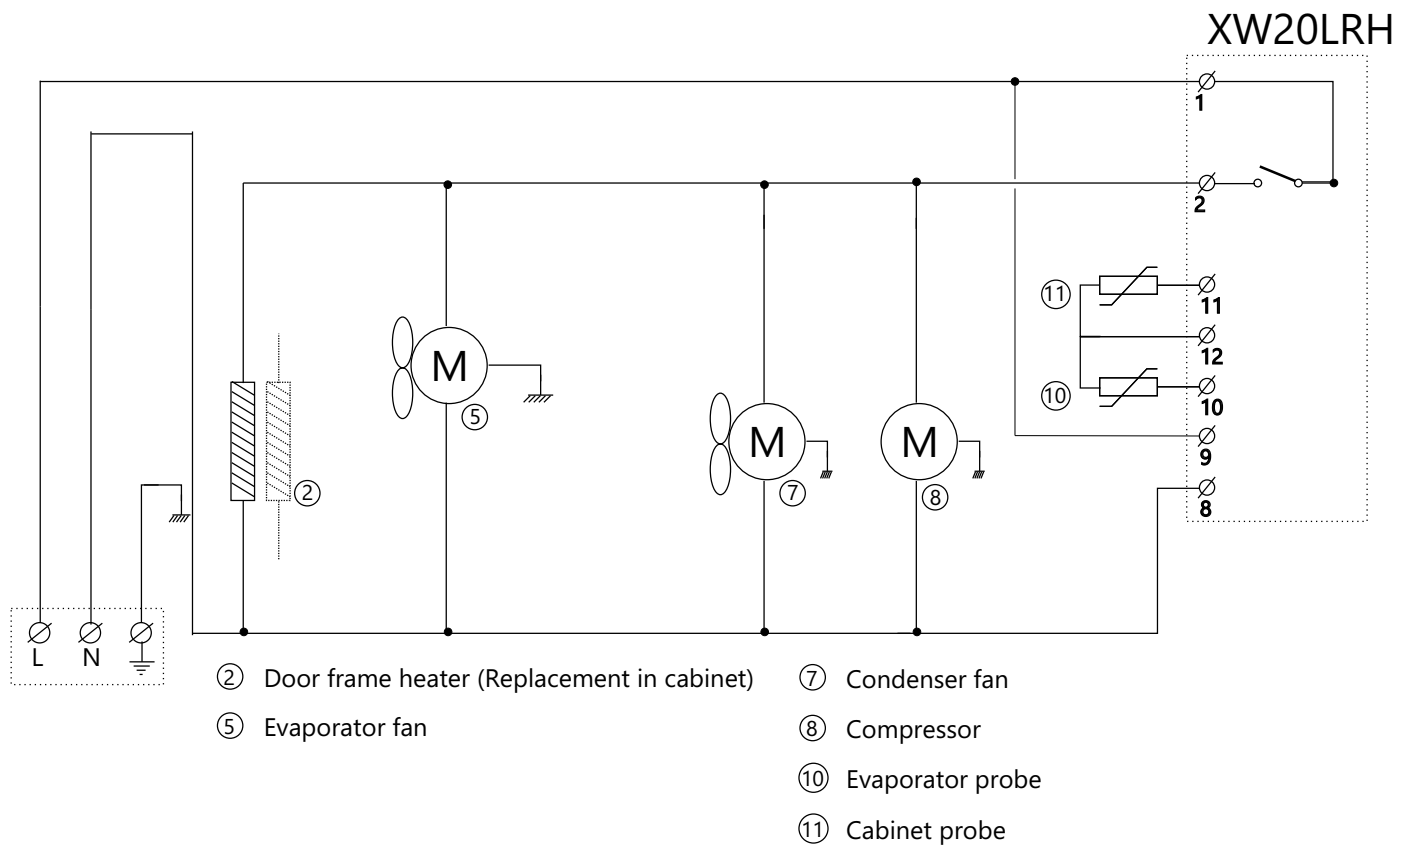 XW20LRH
1
2
11
11
12
10
10
9
8
M
5
M
7
M
8
2
L N
2 Door frame heater (Replacement in cabinet)
5 Evaporator fan
7 Condenser fan
8 Compressor
10 Evaporator probe
11 Cabinet probe